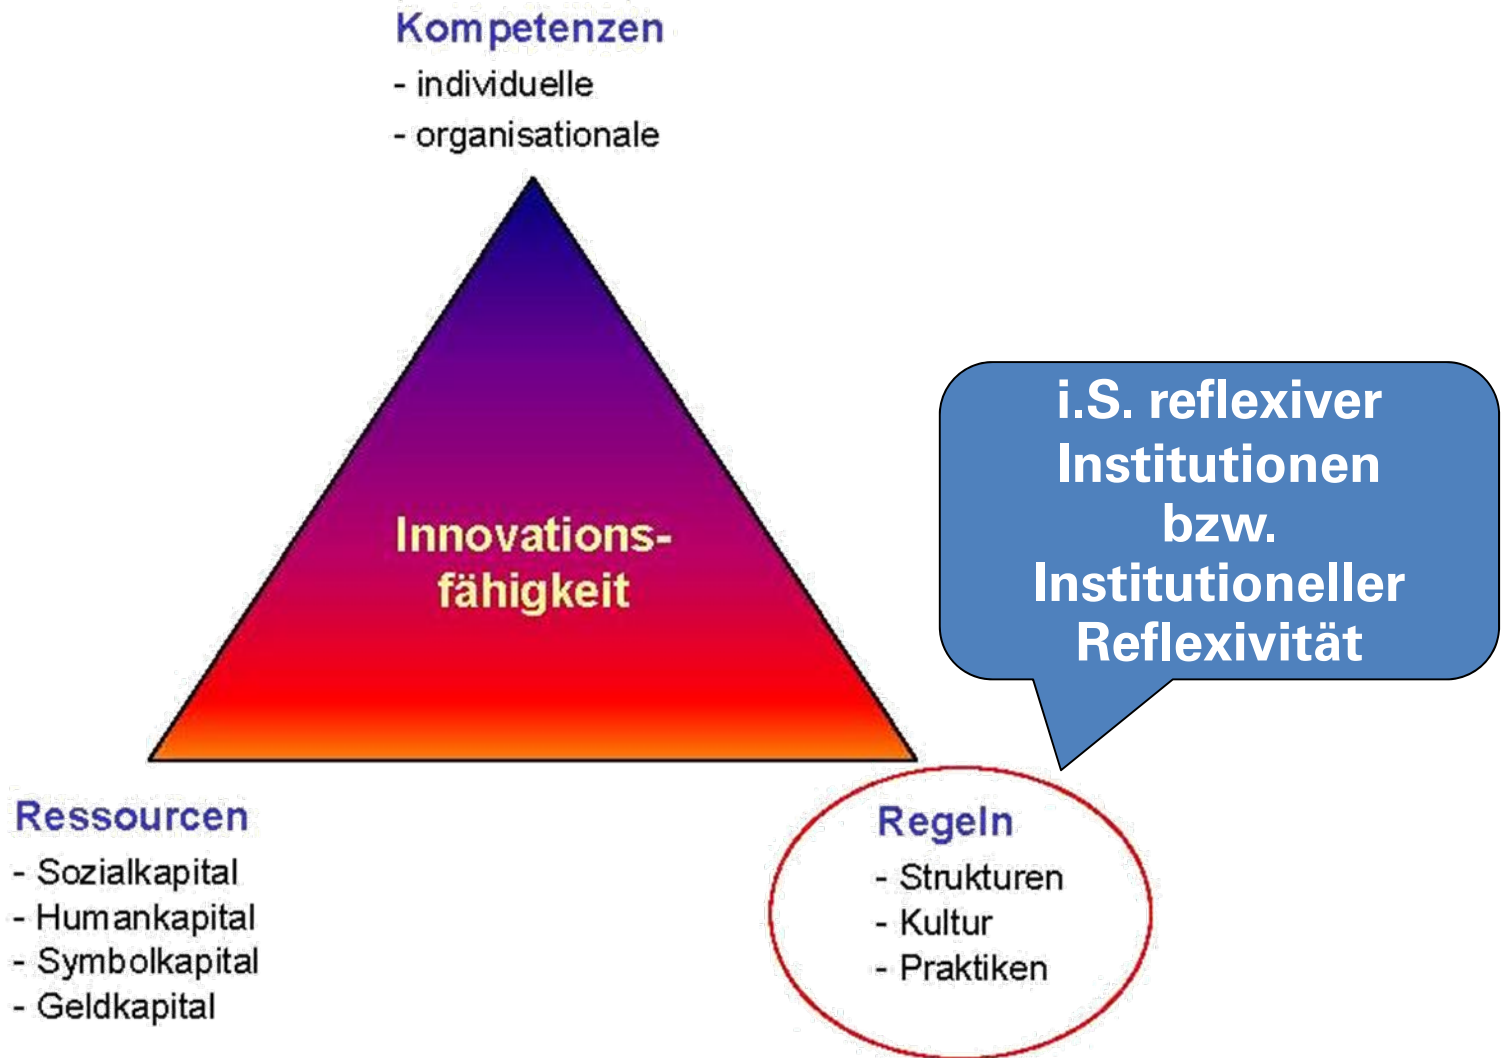 Kompetenzen
- individuelle
- organisationale
Innovations-
fähigkeit
i.S. reflexiver
Institutionen
bzw.
Institutioneller
Reflexivität
Ressourcen
- Sozialkapital
- Humankapital
- Symbolkapital
- Geldkapital
Regeln
- Strukturen
- Kultur
- Praktiken